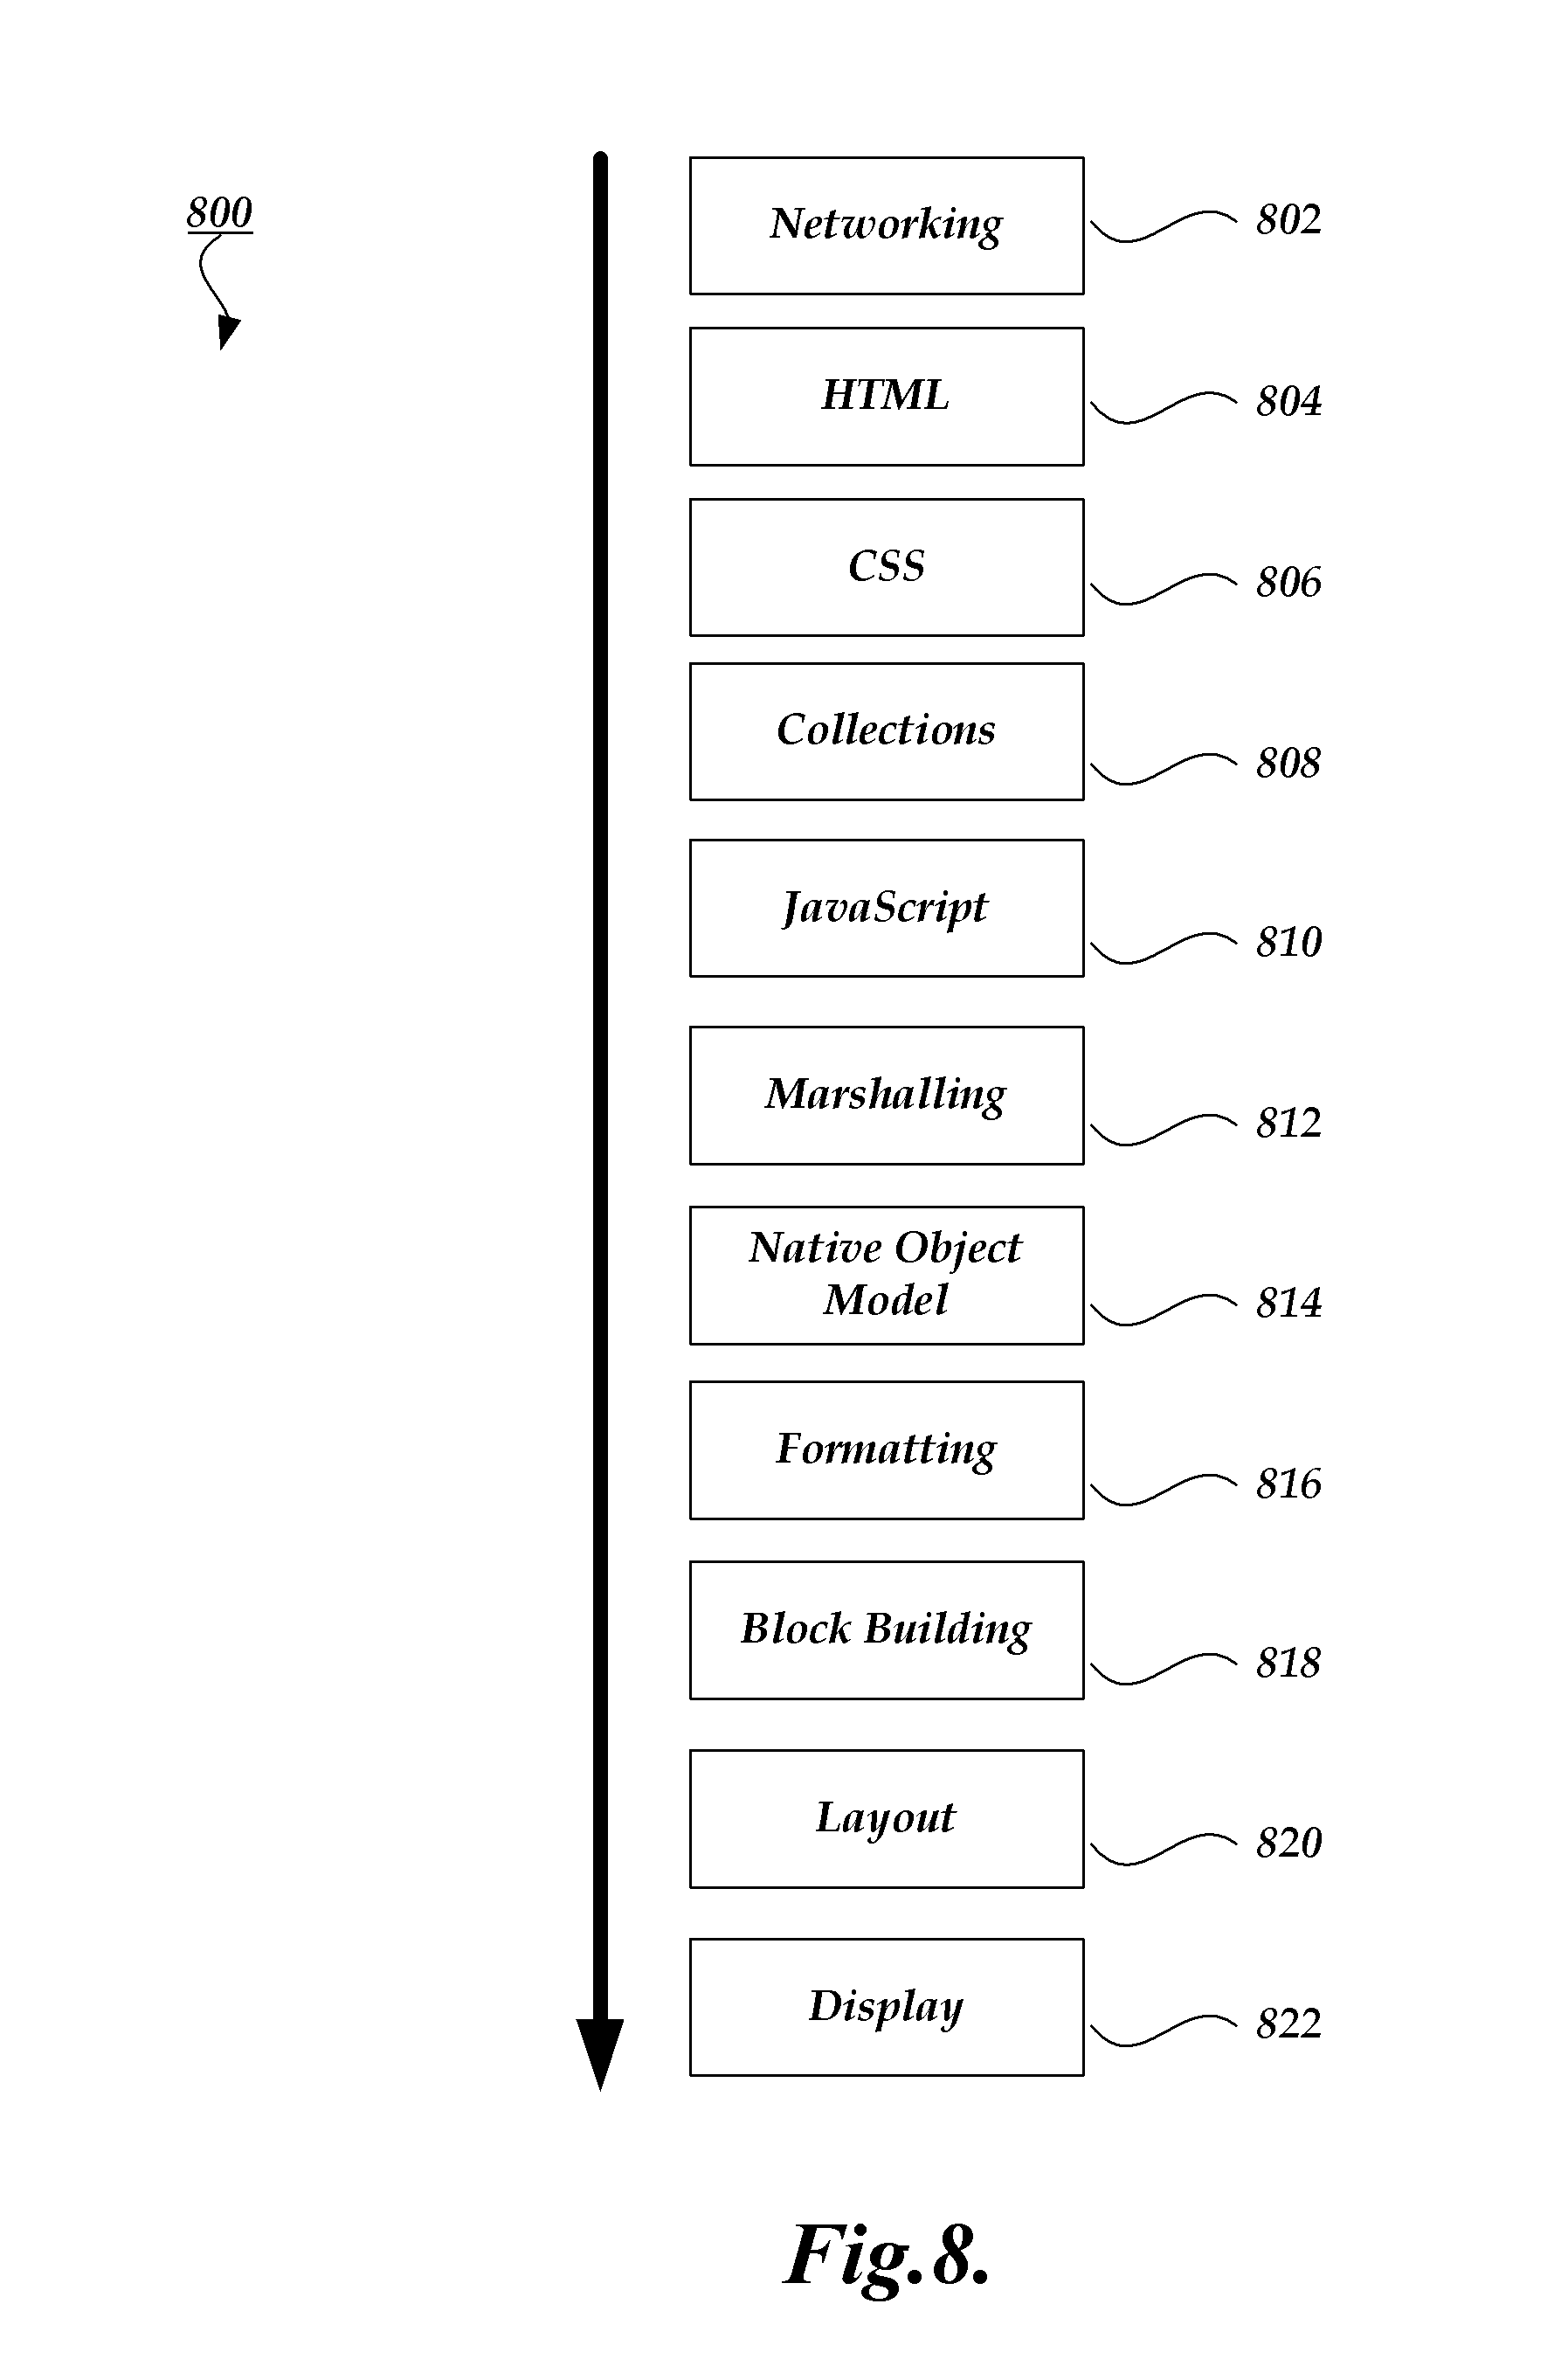 800
Networking 802
HTML 804
CSS 806
Collections 808
JavaScript 810
Marshalling 812
Native Object
Model 814
Formatting 816
Block Building 818
Layout 820
Display 822
Fig.8.